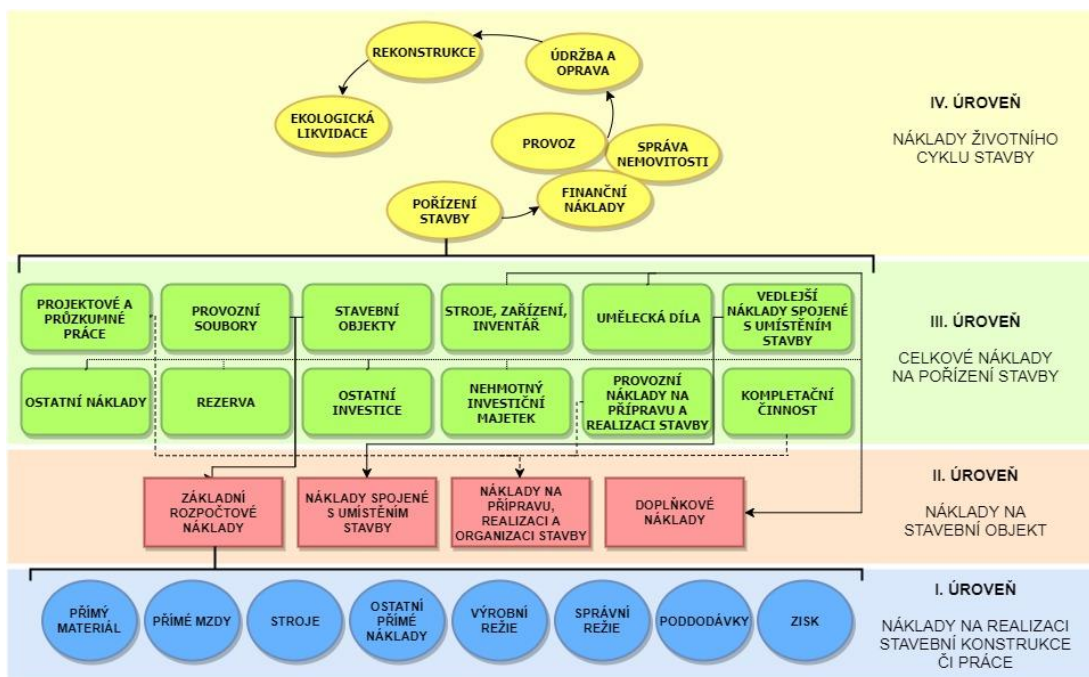 REKONSTRUKCE
ÚDRŽBA A
OPRAVA
EKOLOGICKÁ
LIKVIDACE
PROVOZ
SPRÁVA
NEMOVITOSTI
FINANČNÍ
NÁKLADY
POŘÍZENÍ
STAVBY
IV. ÚROVEŇ
NÁKLADY ŽIVOTNÍHO
CYKLU STAVBY
PROJEKTOVÉ A
PRŮZKUMNÉ
PRÁCE
PROVOZNÍ
SOUBORY
STAVEBNÍ
OBJEKTY
STROJE, ZAŘÍZENÍ,
INVENTÁŘ
UMĚLECKÁ DÍLA
VEDLEJŠÍ
NÁKLADY SPOJENÉ
S UMÍSTĚNÍM
STAVBY
OSTATNÍ NÁKLADY
REZERVA
OSTATNÍ
INVESTICE
NEHMOTNÝ
INVESTIČNÍ
MAJETEK
PROVOZNÍ
NÁKLADY NA
PŘÍPRAVU A
REALIZACI STAVBY
KOMPLETAČNÍ
ČINNOST
III. ÚROVEŇ
CELKOVÉ NÁKLADY
NA POŘÍZENÍ STAVBY
ZÁKLADNÍ
ROZPOČTOVÉ
NÁKLADY
NÁKLADY SPOJENÉ
S UMÍSTĚNÍM
STAVBY
NÁKLADY NA
PŘÍPRAVU,
REALIZACI A
ORGANIZACI STAVBY
DOPLŇKOVÉ
NÁKLADY
II. ÚROVEŇ
NÁKLADY NA
STAVEBNÍ OBJEKT
PŘÍMÝ
MATERIÁL
PŘÍMÉ MZDY
STROJE
OSTATNÍ
PŘÍMÉ
NÁKLADY
VÝROBNÍ
REŽIE
SPRÁVNÍ
REŽIE
PODDODÁVKY
ZISK
I. ÚROVEŇ
NÁKLADY NA REALIZACI
STAVEBNÍ KONSTRUKCE
ČI PRÁCE